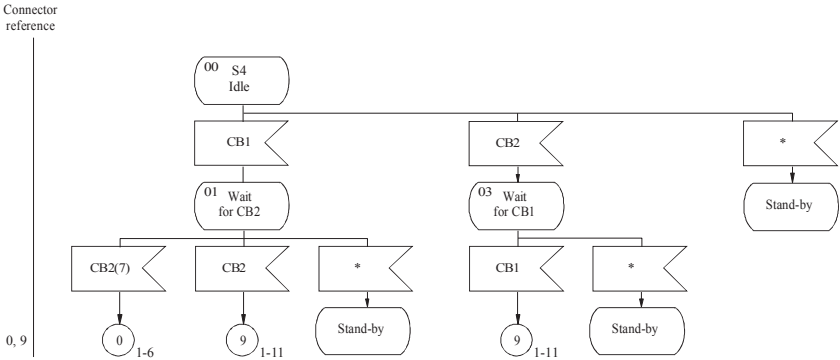 Connector
reference
00 S4
Idle
CB1
CB2
*
01 Wait
for CB2
03 Wait
for CB1
Stand-by
CB2(7)
CB2
*
CB1
*
0, 9
0
1-6
9
1-11
Stand-by
9
1-11
Stand-by